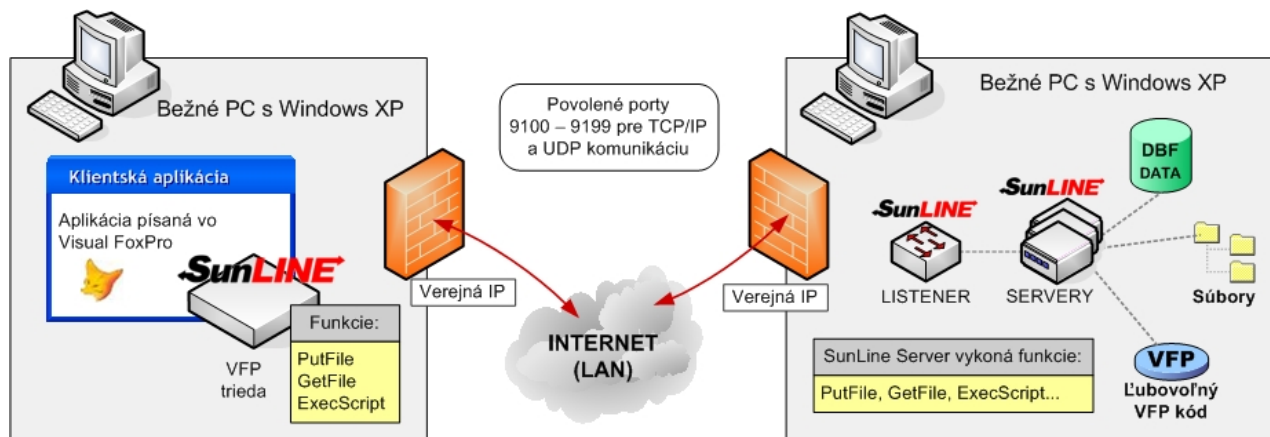 Bežné PC s Windows XP
Klientská aplikácia
Aplikácia písaná vo
Visual FoxPro
SunLINE
VFP
trieda
Funkcie:
PutFile
GetFile
ExecScript
Verejná IP
Povolené porty
9100 – 9199 pre TCP/IP
a UDP komunikáciu
INTERNET
(LAN)
Verejná IP
Bežné PC s Windows XP
SunLINE
LISTENER
SunLINE
SERVERY
DBF
DATA
Súbory
VFP
Ľubovoľný
VFP kód
SunLine Server vykoná funkcie:
PutFile, GetFile, ExecScript...